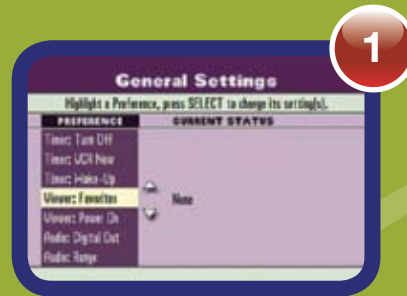 1
General Settings
Highlight a Preference, press SELECT to change its setting(s).
PREFERENCE CURRENT STATUS
Timer: Turn Off
Timer: VCR New
Timer: Wake-Up
Viewer: Favorites None
Viewer: Power On
Audio: Digital Out
Audio: Range